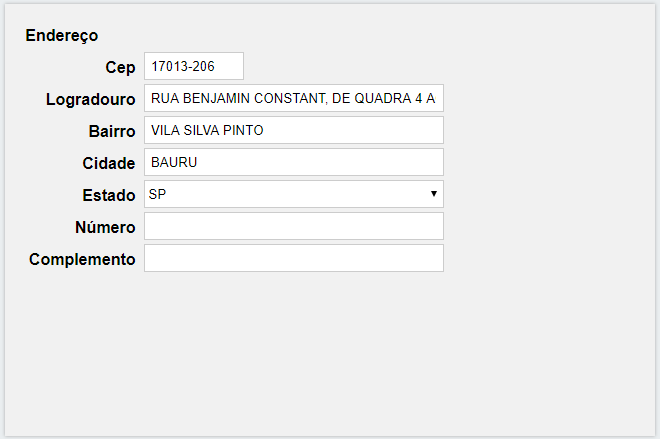 Endereço
Cep 17013-206
Logradouro RUA BENJAMIN CONSTANT, DE QUADRA 4 A
Bairro VILA SILVA PINTO
Cidade BAURU
Estado SP
Número
Complemento